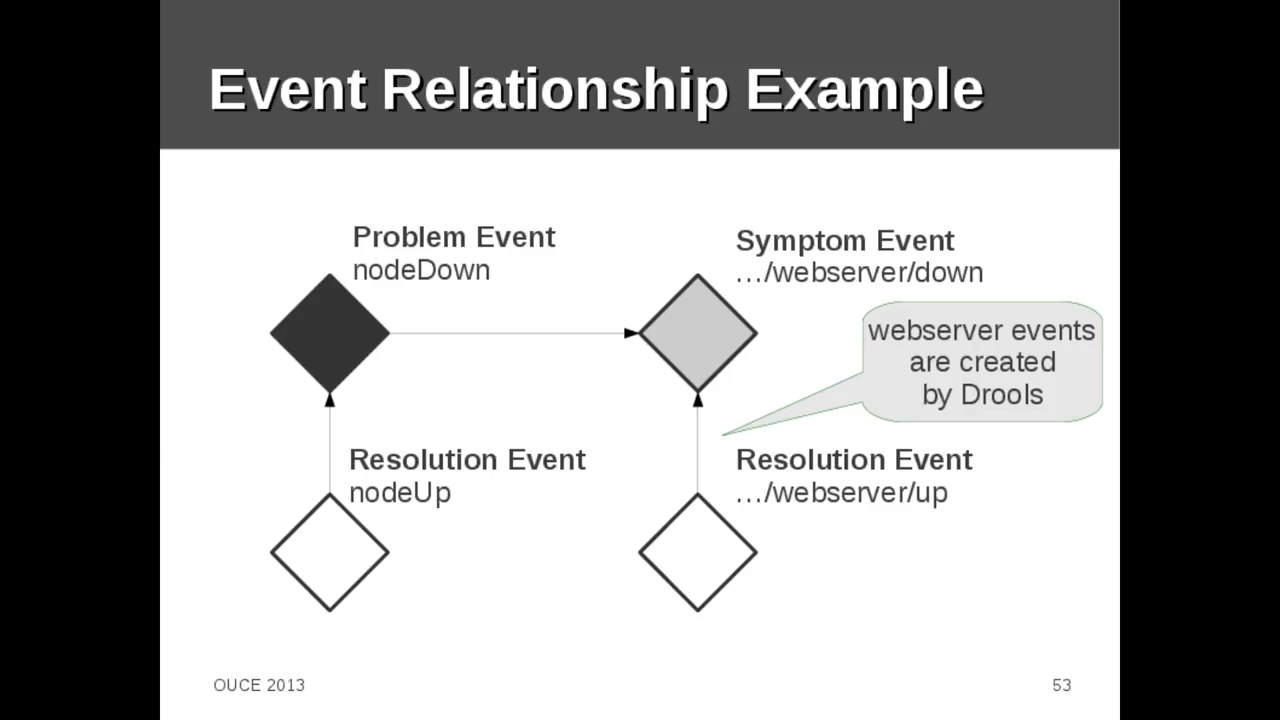 Event Relationship Example
Problem Event
nodeDown
Symptom Event
…/webserver/down
webserver events
are created
by Drools
Resolution Event
nodeUp
Resolution Event
…/webserver/up
OUCE 2013
53